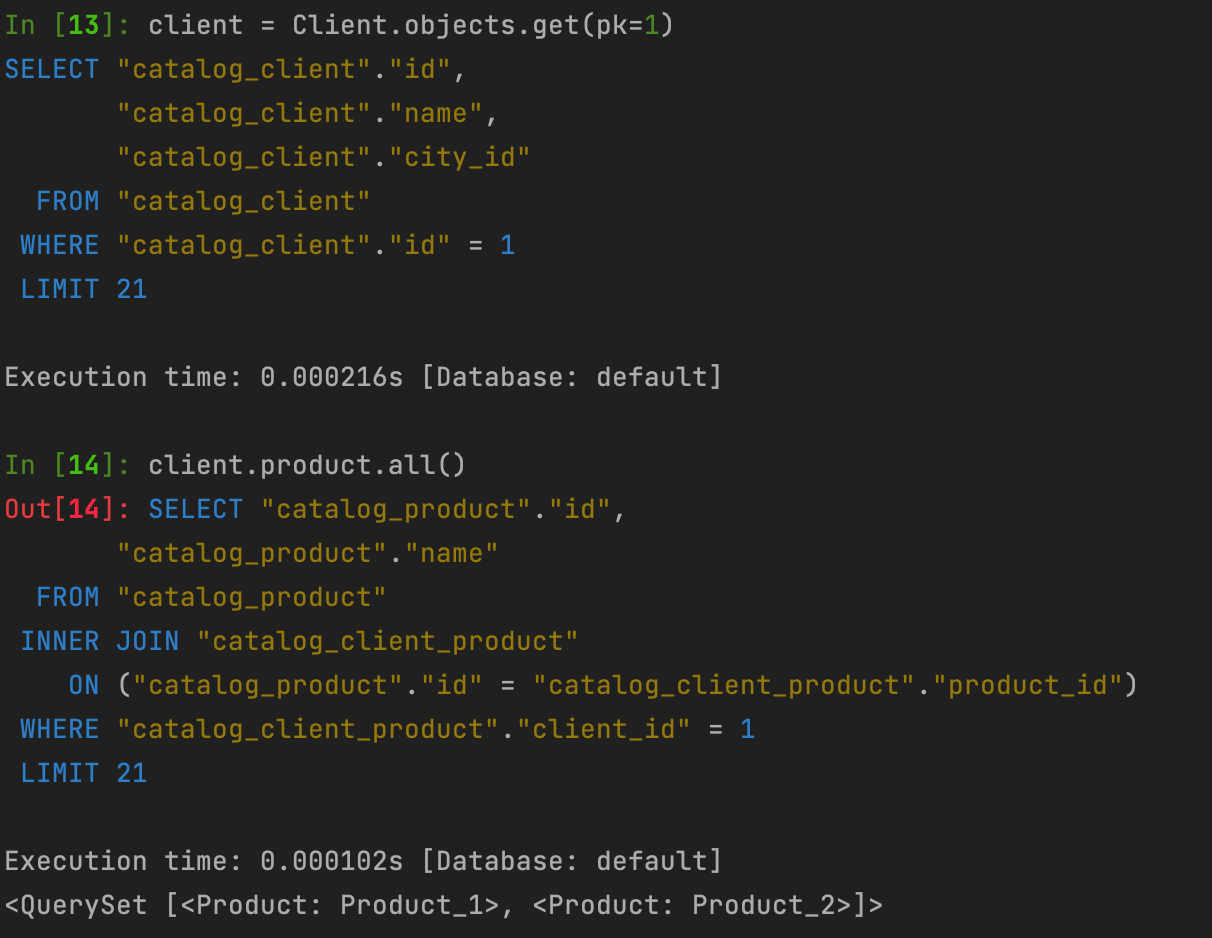 In [13]: client = Client.objects.get(pk=1)
SELECT "catalog_client"."id",
       "catalog_client"."name",
       "catalog_client"."city_id"
  FROM "catalog_client"
 WHERE "catalog_client"."id" = 1
 LIMIT 21
Execution time: 0.000216s [Database: default]
In [14]: client.product.all()
Out[14]: SELECT "catalog_product"."id",
       "catalog_product"."name"
  FROM "catalog_product"
 INNER JOIN "catalog_client_product"
    ON ("catalog_product"."id" = "catalog_client_product"."product_id")
 WHERE "catalog_client_product"."client_id" = 1
 LIMIT 21
Execution time: 0.000102s [Database: default]
<QuerySet [<Product: Product_1>, <Product: Product_2>]>